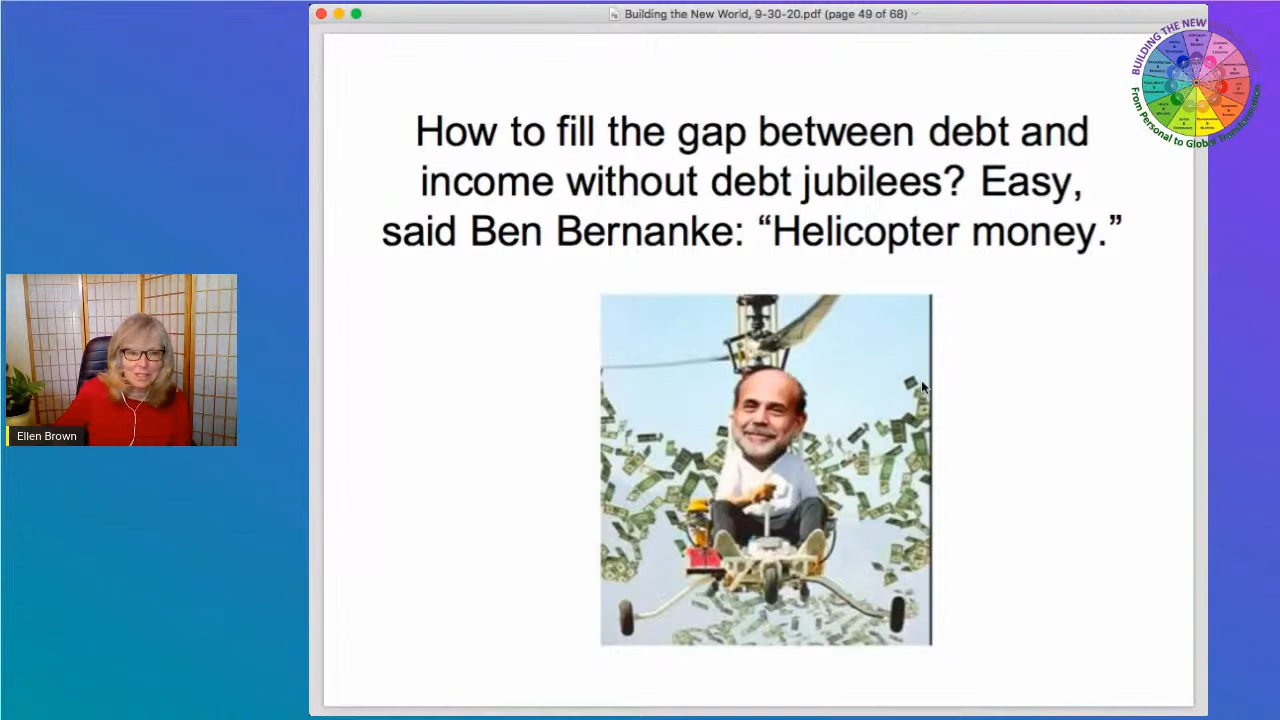 Building the New World, 9-30-20.pdf (page 49 of 68)
BUILDING THE NEW
From Personal to Global Transformation
How to fill the gap between debt and
income without debt jubilees? Easy,
said Ben Bernanke: “Helicopter money.”
Ellen Brown